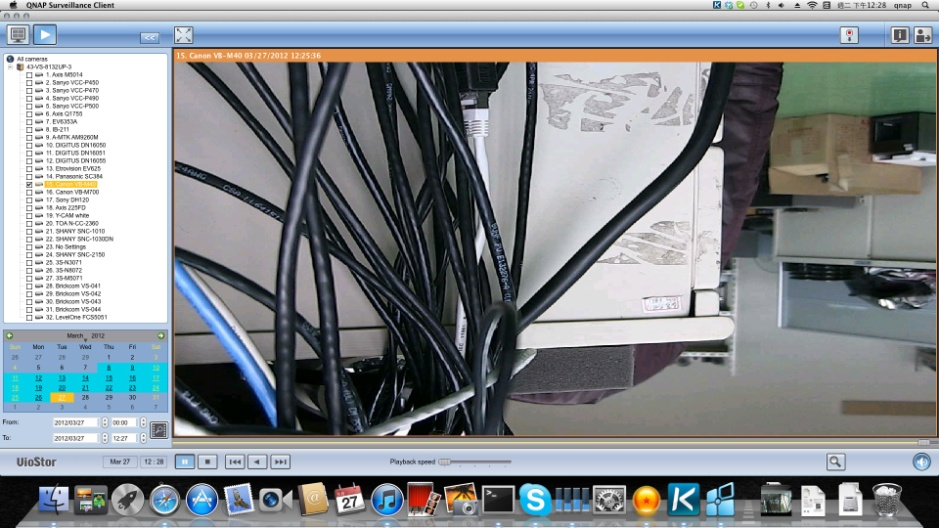 QNAP Surveillance Client
週二 下午12:28 qnap
15. Canon VB-M40 03/27/2012 12:25:36
All cameras
43-VS-8132UP-3
1. Axis M5014
2. Sanyo VCC-P450
3. Sanyo VCC-P470
4. Sanyo VCC-P490
5. Sanyo VCC-P500
6. Axis Q1755
7. EV6353A
8. IB-211
9. A-MTK AM9260M
10. DIGITUS DN16050
11. DIGITUS DN16051
12. DIGITUS DN16055
13. Etrovision EV625
14. Panasonic SC384
15. Canon VB-M40
16. Canon VB-M700
17. Sony DH120
18. Axis 225FD
19. Y-CAM white
20. TOA N-CC-2360
21. SHANY SNC-1010
22. SHANY SNC-1030DN
23. No Settings
24. SHANY SNC-2150
25. 3S-N3071
26. 3S-N8072
27. 3S-M5071
28. Brickcom VS-041
29. Brickcom VS-042
30. Brickcom VS-043
31. Brickcom VS-044
32. LevelOne FCS5051
March, 2012
Sun Mon Tue Wed Thu Fri Sat
26 27 28 29 1 2 3
4 5 6 7 8 9 10
11 12 13 14 15 16 17
18 19 20 21 22 23 24
25 26 27 28 29 30 31
1 2 3 4 5 6 7
From: 2012/03/27 00:00
To: 2012/03/27 12:27
VioStor Mar 27 12 : 28 Playback speed
27